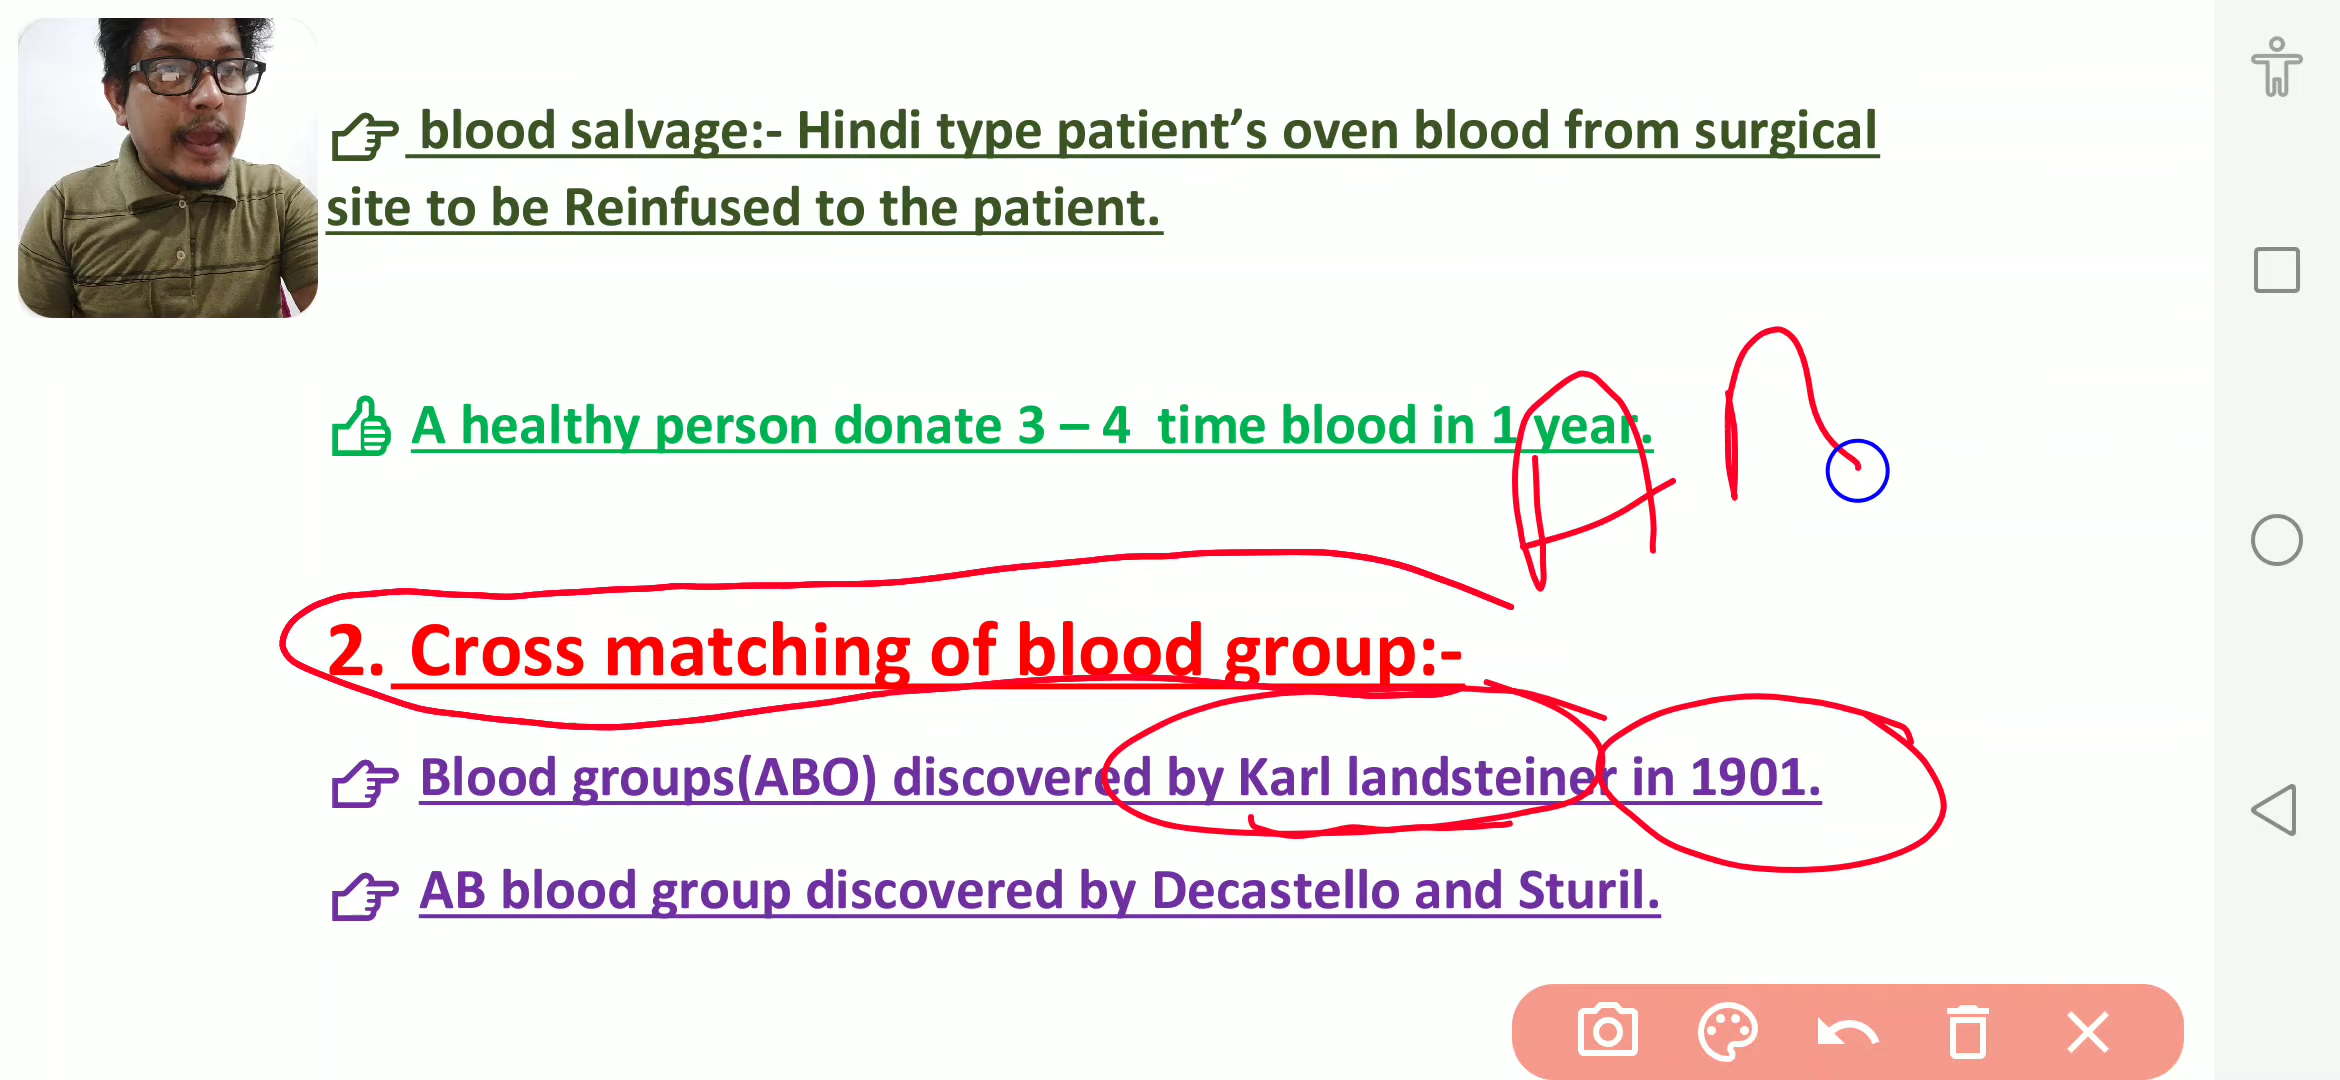 blood salvage:- Hindi type patient’s oven blood from surgical
site to be Reinfused to the patient.
A healthy person donate 3 – 4 time blood in 1 year.
A
2. Cross matching of blood group:-
Blood groups(ABO) discovered by Karl landsteiner in 1901.
AB blood group discovered by Decastello and Sturil.